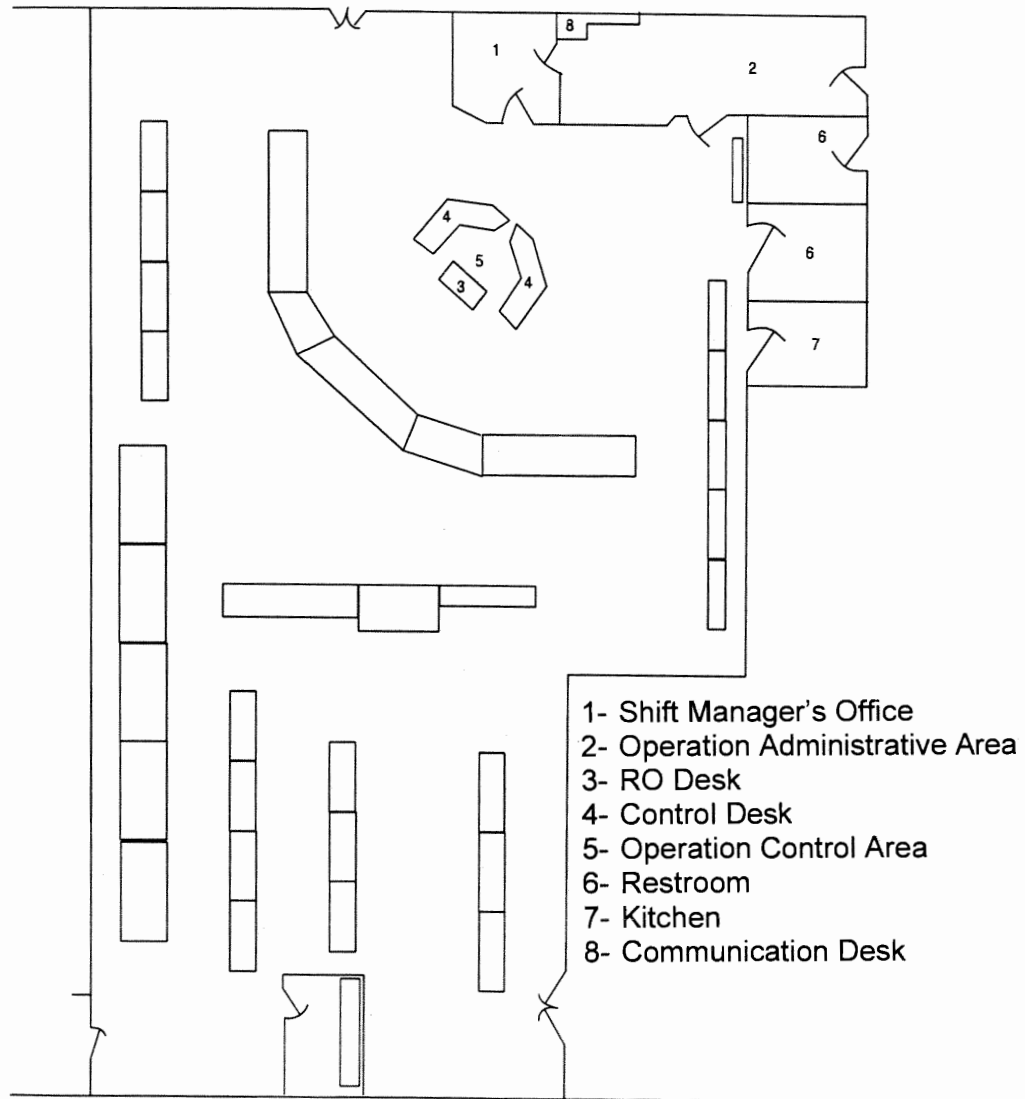 8
1
2
6
4
5
6
4
3
7
1- Shift Manager's Office
2- Operation Administrative Area
3- RO Desk
4- Control Desk
5- Operation Control Area
6- Restroom
7- Kitchen
8- Communication Desk